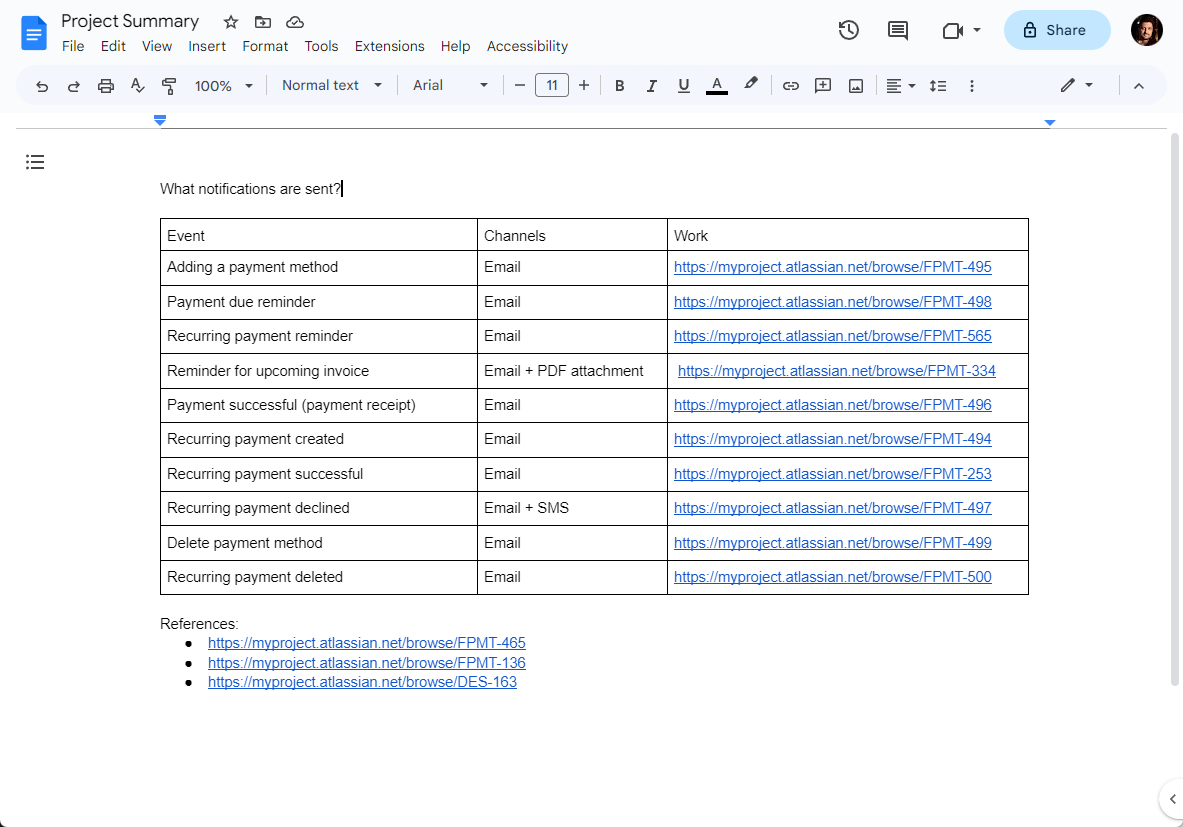 Project Summary
File Edit View Insert Format Tools Extensions Help Accessibility
Share
100% Normal text Arial 11 B I U A
What notifications are sent?
Event Channels Work
Adding a payment method Email https://myproject.atlassian.net/browse/FPMT-495
Payment due reminder Email https://myproject.atlassian.net/browse/FPMT-498
Recurring payment reminder Email https://myproject.atlassian.net/browse/FPMT-565
Reminder for upcoming invoice Email + PDF attachment https://myproject.atlassian.net/browse/FPMT-334
Payment successful (payment receipt) Email https://myproject.atlassian.net/browse/FPMT-496
Recurring payment created Email https://myproject.atlassian.net/browse/FPMT-494
Recurring payment successful Email https://myproject.atlassian.net/browse/FPMT-253
Recurring payment declined Email + SMS https://myproject.atlassian.net/browse/FPMT-497
Delete payment method Email https://myproject.atlassian.net/browse/FPMT-499
Recurring payment deleted Email https://myproject.atlassian.net/browse/FPMT-500
References:
● https://myproject.atlassian.net/browse/FPMT-465
● https://myproject.atlassian.net/browse/FPMT-136
● https://myproject.atlassian.net/browse/DES-163